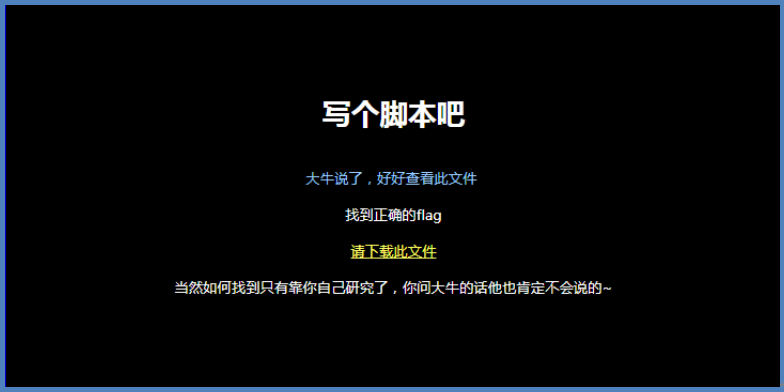 写个脚本吧
大牛说了，好好查看此文件
找到正确的flag
请下载此文件
当然如何找到只有靠你自己研究了，你问大牛的话他也肯定不会说的~